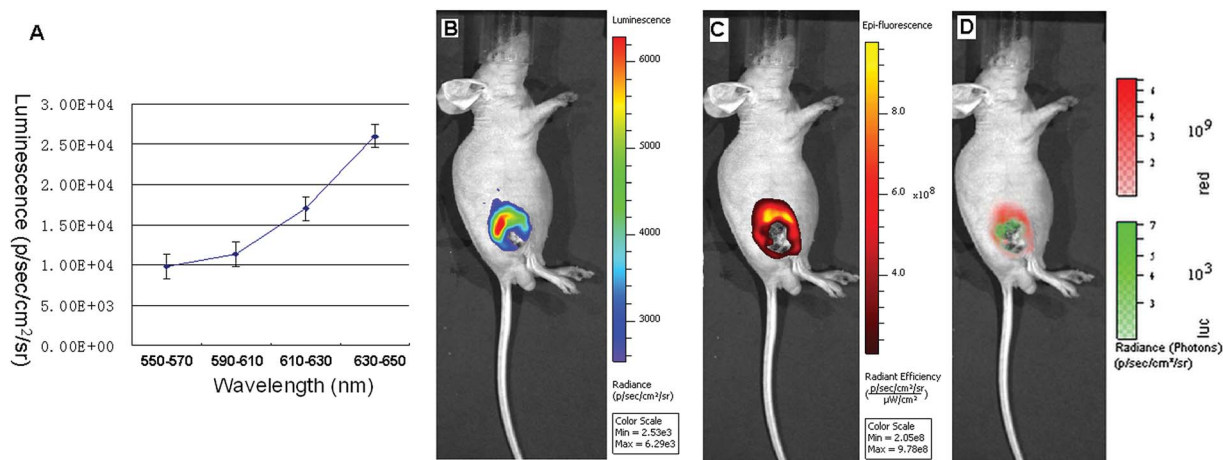 A
Luminescence (p/sec/cm²/sr)
3.00E+04
2.50E+04
2.00E+04
1.50E+04
1.00E+04
5.00E+03
0.00E+00
550-570 590-610 610-630 630-650
Wavelength (nm)
B
Luminescence
6000
5000
4000
3000
Radiance
(p/sec/cm²/sr)
Color Scale
Min = 2.53e3
Max = 6.29e3
C
Epi-fluorescence
8.0
6.0
x10⁸
4.0
Radiant Efficiency
(p/sec/cm²/sr
µW/cm²)
Color Scale
Min = 2.05e8
Max = 9.78e8
D
4
3
2
10⁹
red
7
4
3
10³
luc
Radiance (Photons)
(p/sec/cm²/sr)